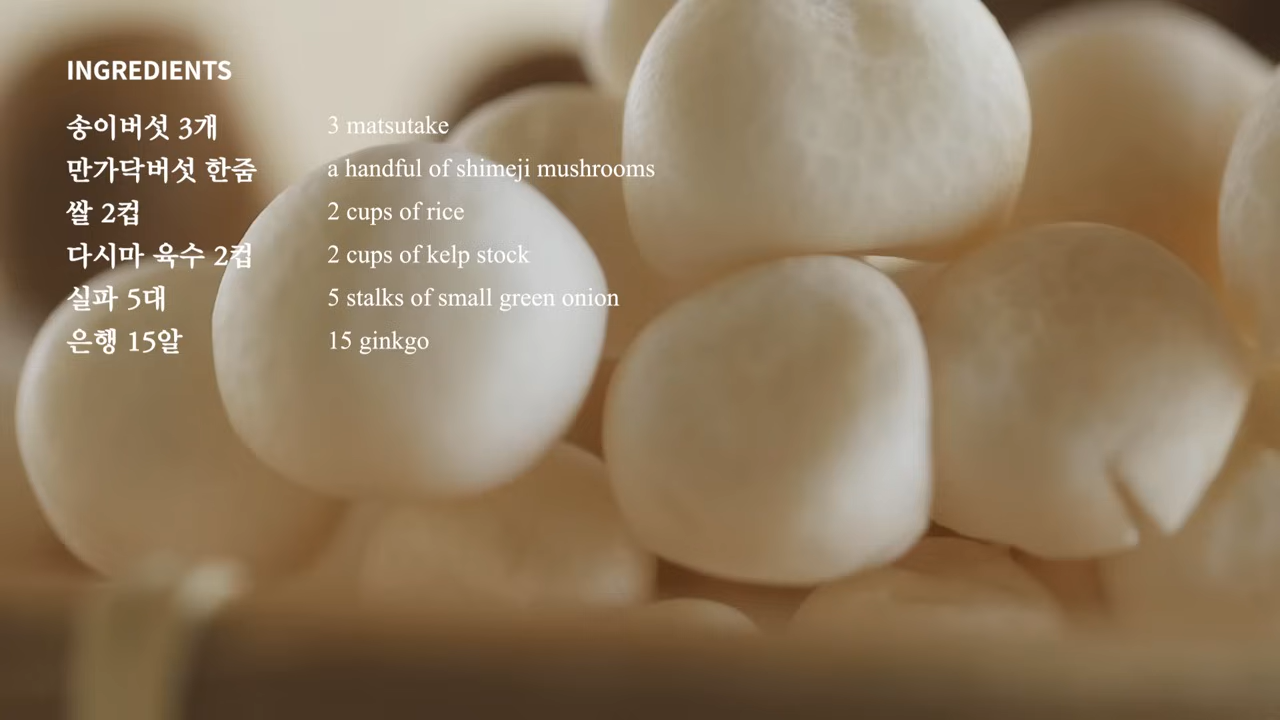 INGREDIENTS
송이버섯 3개 3 matsutake
만가닥버섯 한줌 a handful of shimeji mushrooms
쌀 2컵 2 cups of rice
다시마 육수 2컵 2 cups of kelp stock
실파 5대 5 stalks of small green onion
은행 15알 15 ginkgo